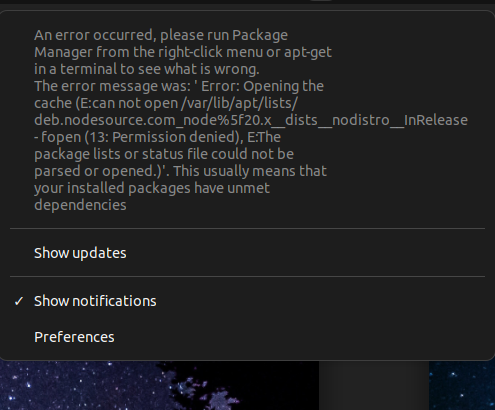 An error occurred, please run Package
Manager from the right-click menu or apt-get
in a terminal to see what is wrong.
The error message was: ' Error: Opening the
cache (E:can not open /var/lib/apt/lists/
deb.nodesource.com_node%5f20.x__dists__nodistro__InRelease
- fopen (13: Permission denied), E:The
package lists or status file could not be
parsed or opened.)'. This usually means that
your installed packages have unmet
dependencies
Show updates
✓ Show notifications
Preferences